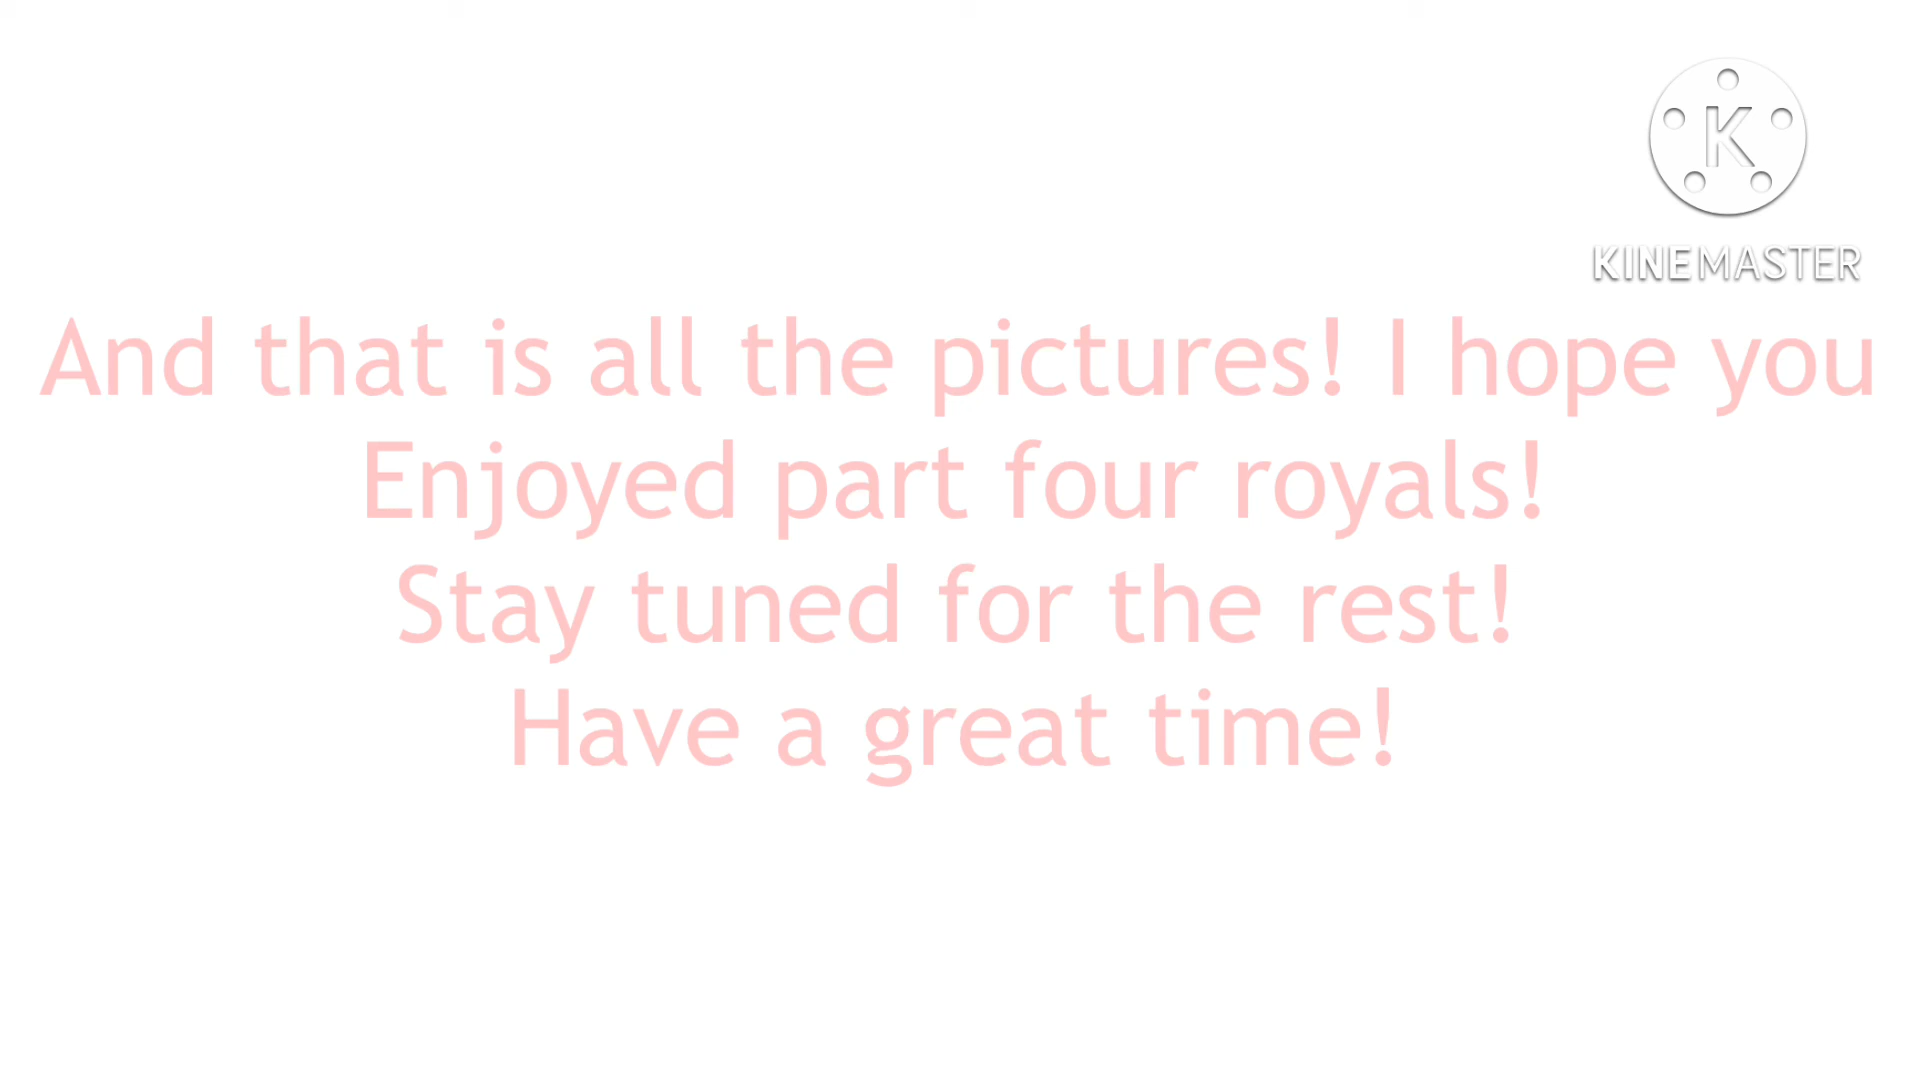 K
KINEMASTER
And that is all the pictures! I hope you
Enjoyed part four royals!
Stay tuned for the rest!
Have a great time!